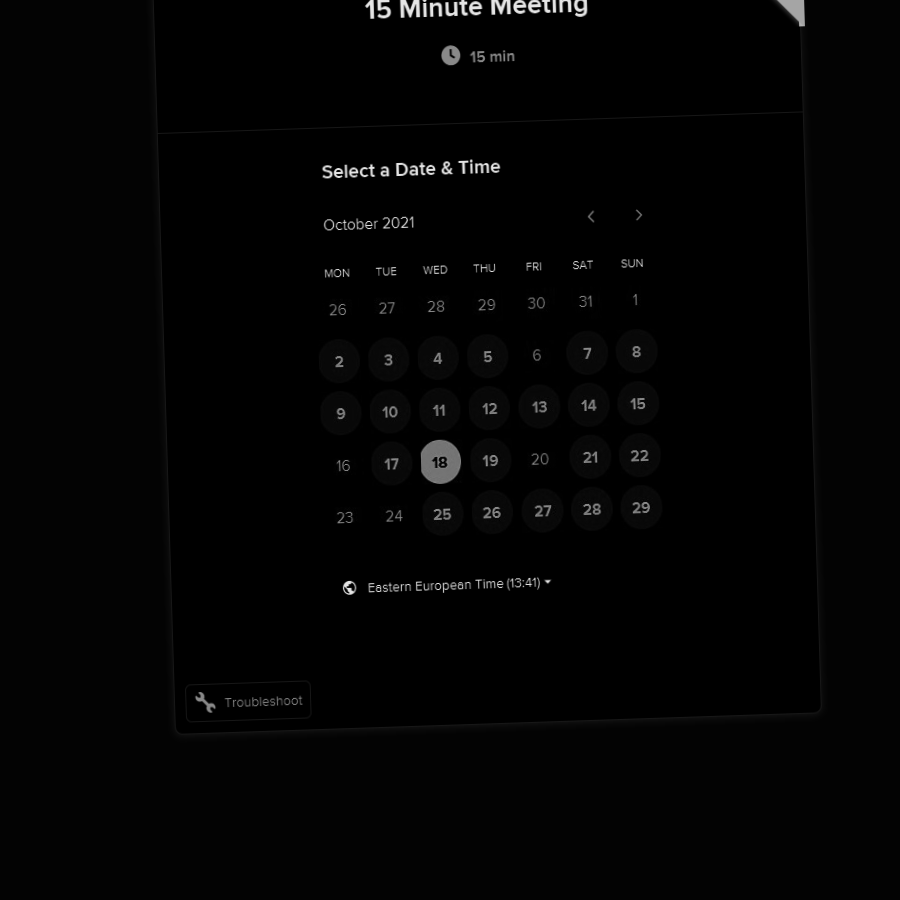 15 Minute Meeting
15 min
Select a Date & Time
October 2021
MON TUE WED THU FRI SAT SUN
26 27 28 29 30 31 1
2 3 4 5 6 7 8
9 10 11 12 13 14 15
16 17 18 19 20 21 22
23 24 25 26 27 28 29
Eastern European Time (13:41)
Troubleshoot